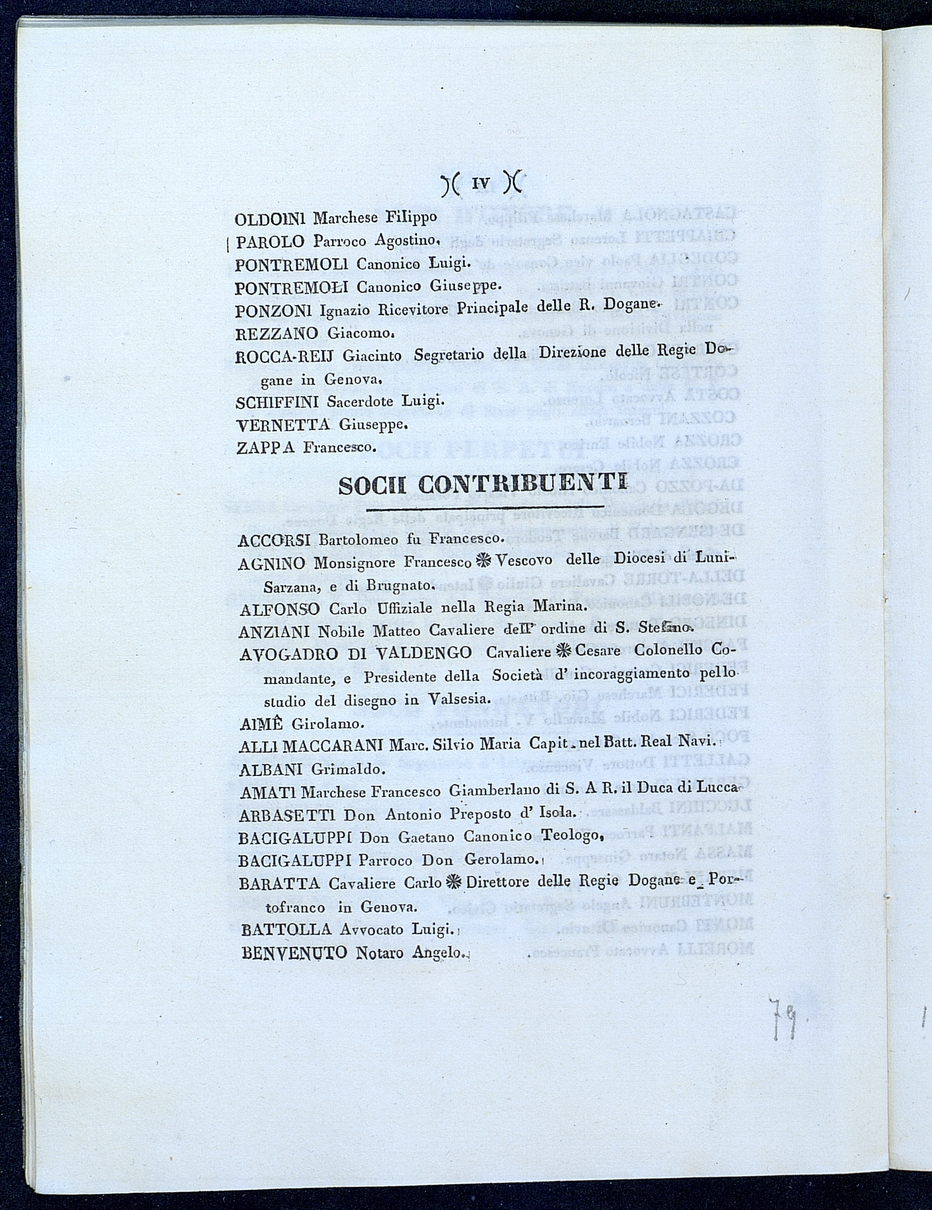 )( IV )(
OLDOINI Marchese Filippo
PAROLO Parroco Agostino.
PONTREMOLI Canonico Luigi.
PONTREMOLI Canonico Giuseppe.
PONZONI Ignazio Ricevitore Principale delle R. Dogane.
REZZANO Giacomo.
ROCCA-REIJ Giacinto Segretario della Direzione delle Regie Do-
gane in Genova.
SCHIFFINI Sacerdote Luigi.
VERNETTA Giuseppe.
ZAPPA Francesco.
SOCII CONTRIBUENTI
ACCORSI Bartolomeo fu Francesco.
AGNINO Monsignore Francesco ❋ Vescovo delle Diocesi di Luni-
Sarzana, e di Brugnato.
ALFONSO Carlo Uffiziale nella Regia Marina.
ANZIANI Nobile Matteo Cavaliere dell' ordine di S. Stefano.
AVOGADRO DI VALDENGO Cavaliere ❋ Cesare Colonello Co-
mandante, e Presidente della Società d' incoraggiamento pello
studio del disegno in Valsesia.
AIMÊ Girolamo.
ALLI MACCARANI Marc. Silvio Maria Capit. nel Batt. Real Navi.
ALBANI Grimaldo.
AMATI Marchese Francesco Giamberlano di S. A R. il Duca di Lucca
ARBASETTI Don Antonio Preposto d' Isola.
BACIGALUPPI Don Gaetano Canonico Teologo,
BACIGALUPPI Parroco Don Gerolamo.
BARATTA Cavaliere Carlo ❋ Direttore delle Regie Dogane e Por-
tofranco in Genova.
BATTOLLA Avvocato Luigi.
BENVENUTO Notaro Angelo.
79